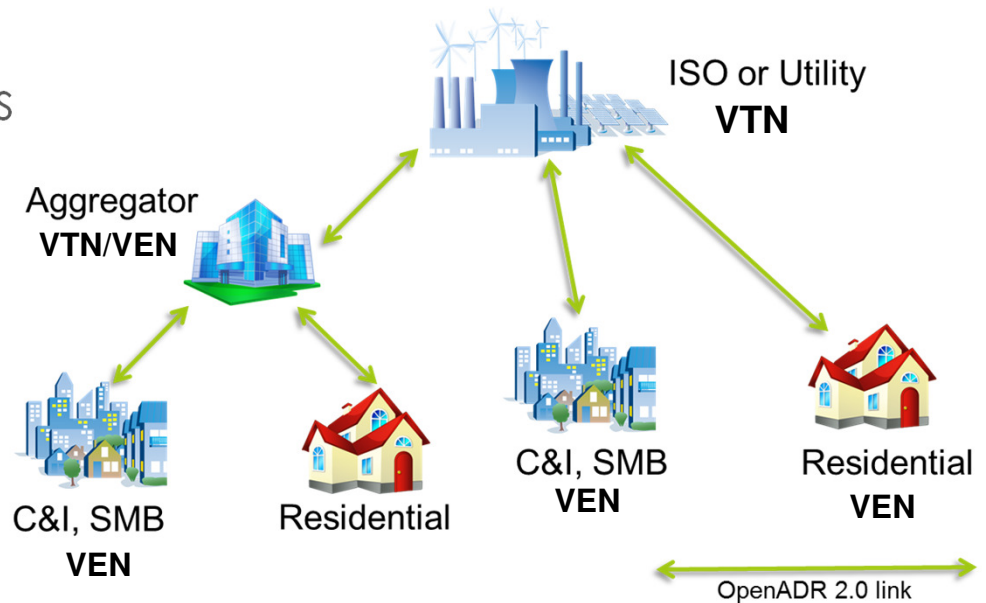 S
ISO or Utility
VTN
Aggregator
VTN/VEN
C&I, SMB
VEN
Residential
C&I, SMB
VEN
Residential
VEN
OpenADR 2.0 link